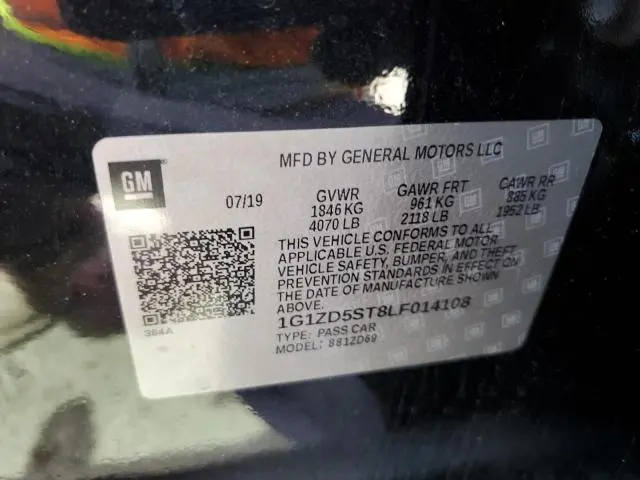 MFD BY GENERAL MOTORS LLC
GM
07/19
GVWR
1846 KG
4070 LB
GAWR FRT
961 KG
2118 LB
GAWR RR
885 KG
1952 LB
THIS VEHICLE CONFORMS TO ALL
APPLICABLE U.S. FEDERAL MOTOR
VEHICLE SAFETY, BUMPER, AND THEFT
PREVENTION STANDARDS IN EFFECT ON
THE DATE OF MANUFACTURE SHOWN
ABOVE.
1G1ZD5ST8LF014108
TYPE: PASS CAR
MODEL: 881ZD69
384A